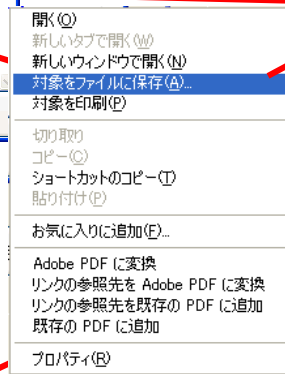 開く(O)
新しいタブで開く(W)
新しいウィンドウで開く(N)
対象をファイルに保存(A)...
対象を印刷(P)
切り取り
コピー(C)
ショートカットのコピー(T)
貼り付け(P)
お気に入りに追加(F)...
Adobe PDF に変換
リンクの参照先を Adobe PDF に変換
リンクの参照先を既存の PDF に追加
既存の PDF に追加
プロパティ(R)